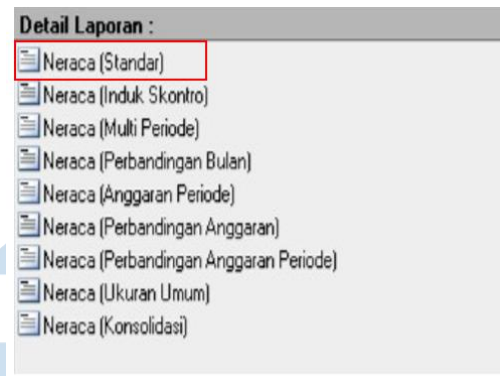 Detail Laporan :
Neraca (Standar)
Neraca (Induk Skontro)
Neraca (Multi Periode)
Neraca (Perbandingan Bulan)
Neraca (Anggaran Periode)
Neraca (Perbandingan Anggaran)
Neraca (Perbandingan Anggaran Periode)
Neraca (Ukuran Umum)
Neraca (Konsolidasi)